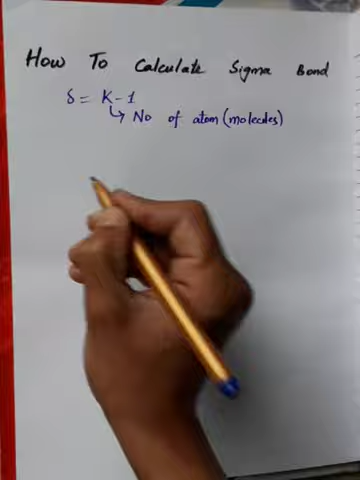 How To Calculate Sigma Bond
δ = K-1
↳ No of atom (molecules)